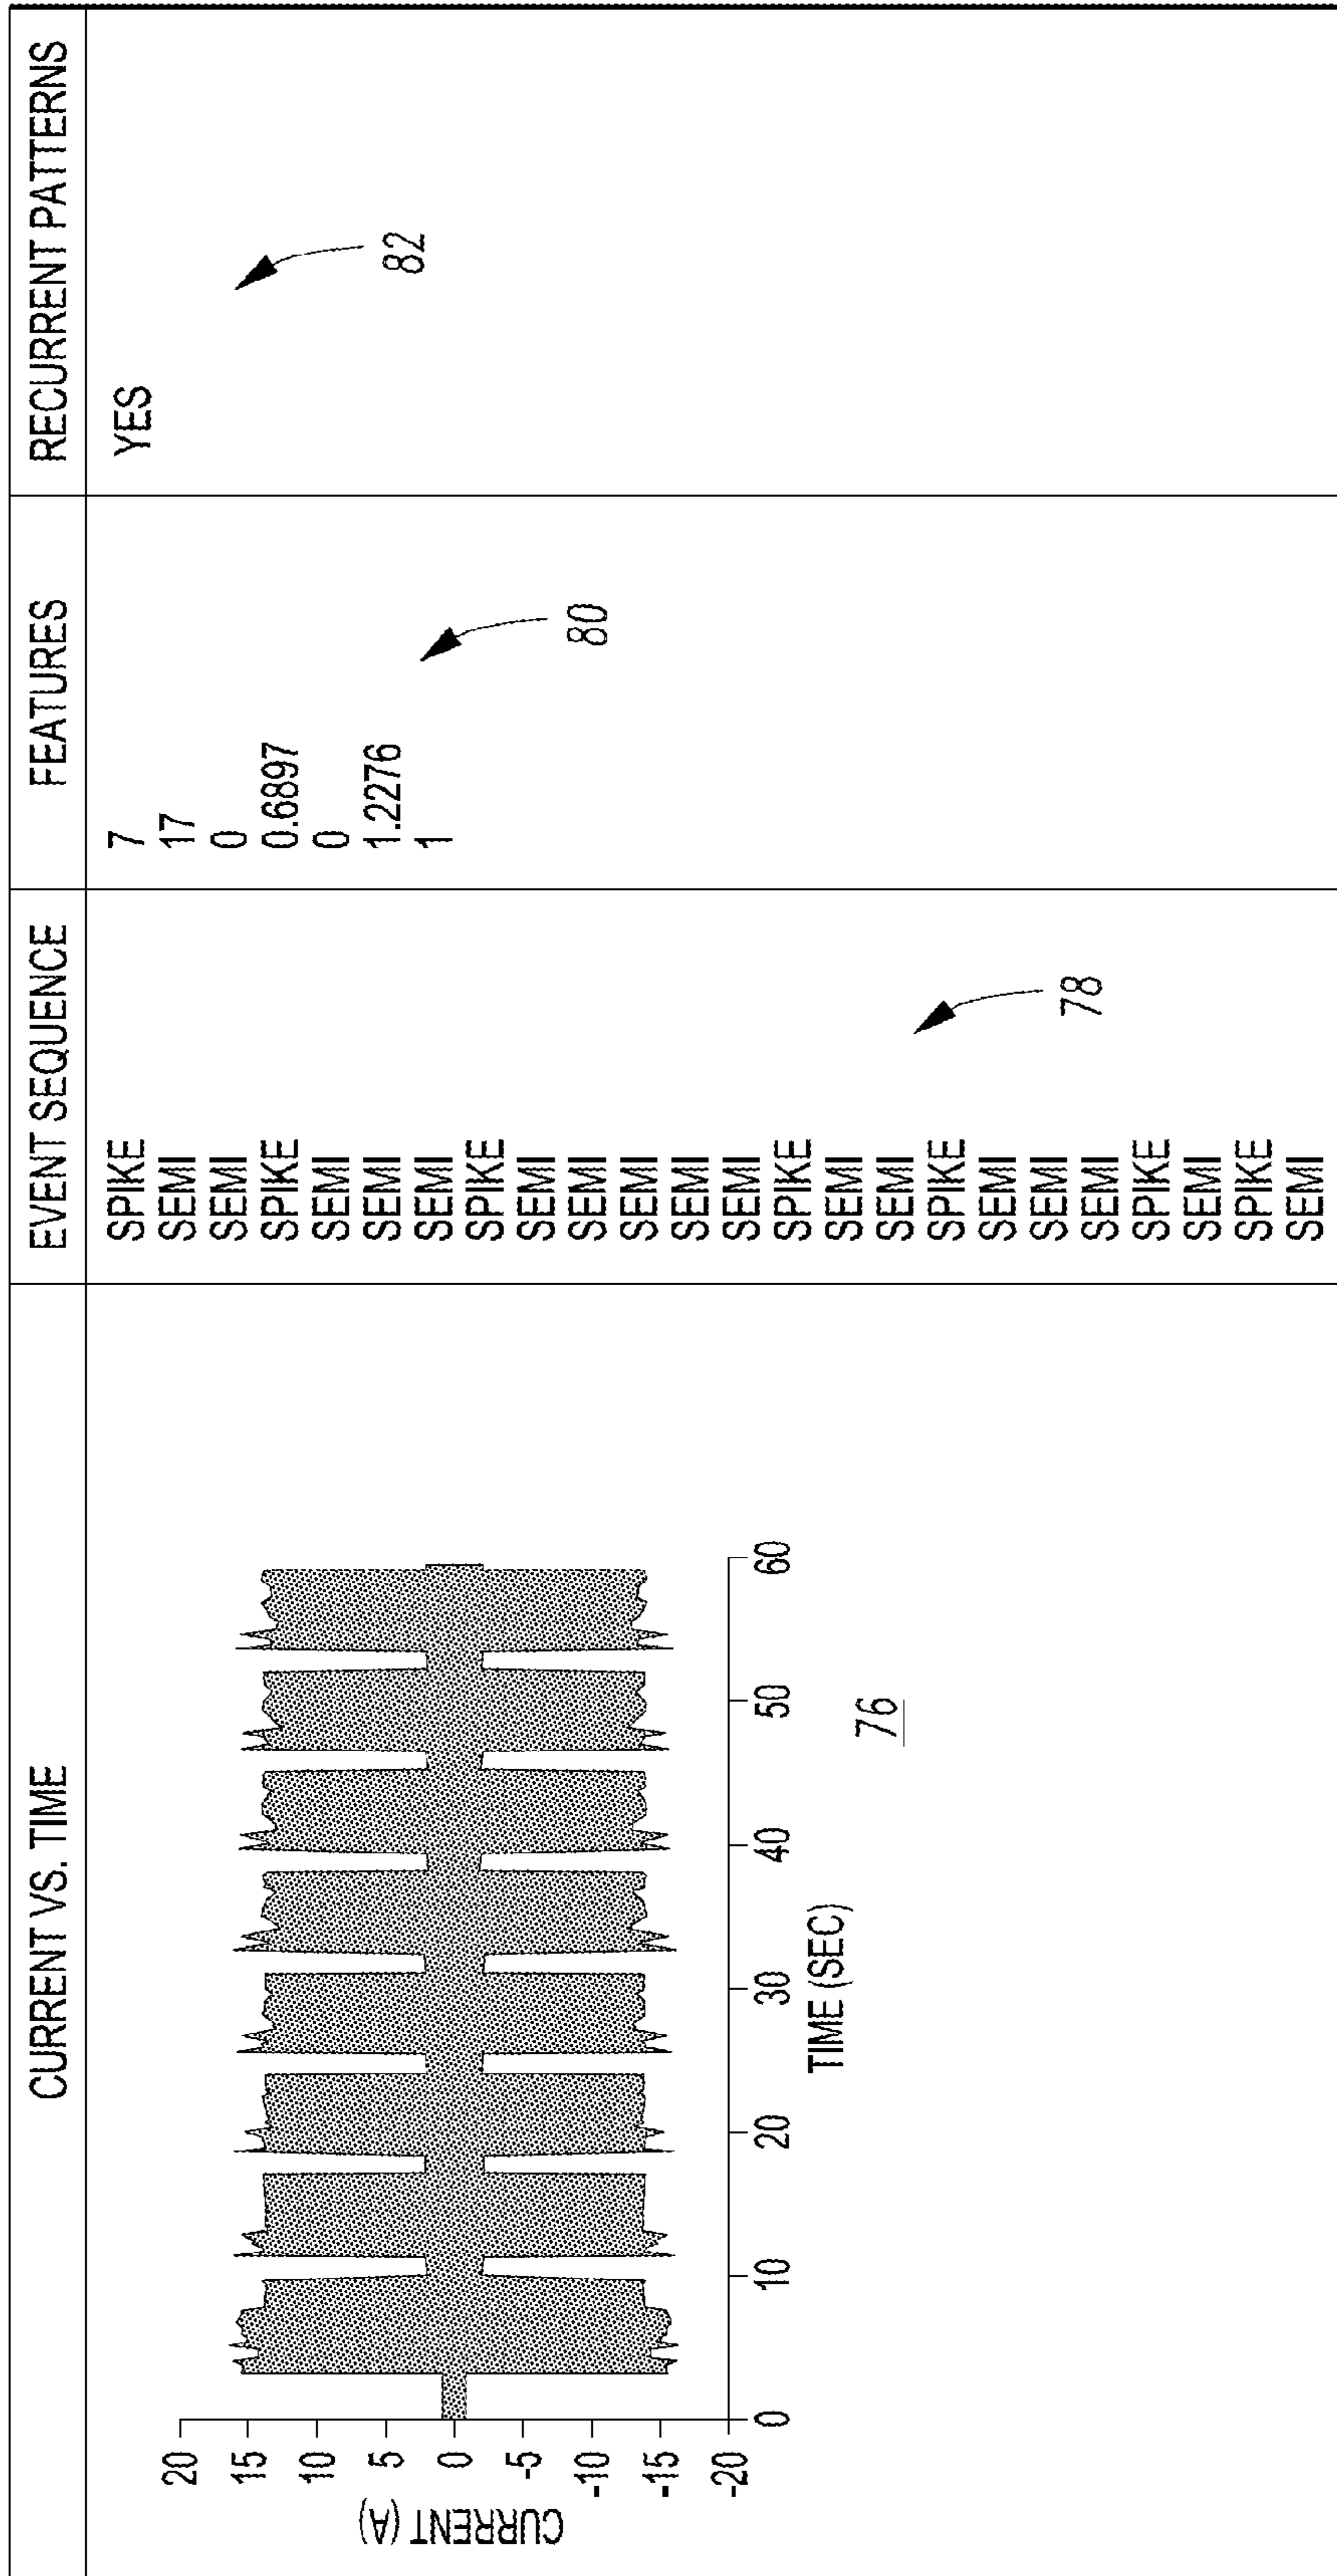 CURRENT VS. TIME
EVENT SEQUENCE
FEATURES
RECURRENT PATTERNS
CURRENT (A)
20
15
10
5
0
-5
-10
-15
-20
0
10
20
30
40
50
60
TIME (SEC)
76
SPIKE
SEMI
SEMI
SPIKE
SEMI
SEMI
SEMI
SPIKE
SEMI
SEMI
SEMI
SEMI
SEMI
SPIKE
SEMI
SEMI
SPIKE
SEMI
SEMI
SEMI
SPIKE
SEMI
SPIKE
SEMI
78
7
17
0
0.6897
0
1.2276
1
80
YES
82